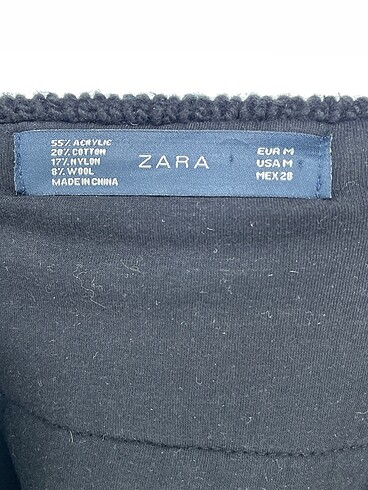 55% ACRYLIC
20% COTTON
17% NYLON
8% WOOL
MADE IN CHINA
ZARA
EUR M
USA M
MEX 28